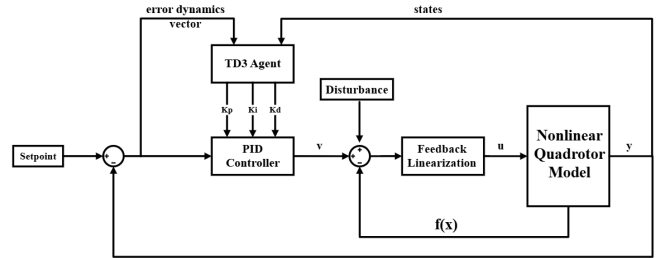 error dynamics
vector
states
TD3 Agent
Kp
Ki
Kd
Disturbance
Setpoint
+
−
PID
Controller
v
+
+
−
Feedback
Linearization
u
Nonlinear
Quadrotor
Model
y
f(x)